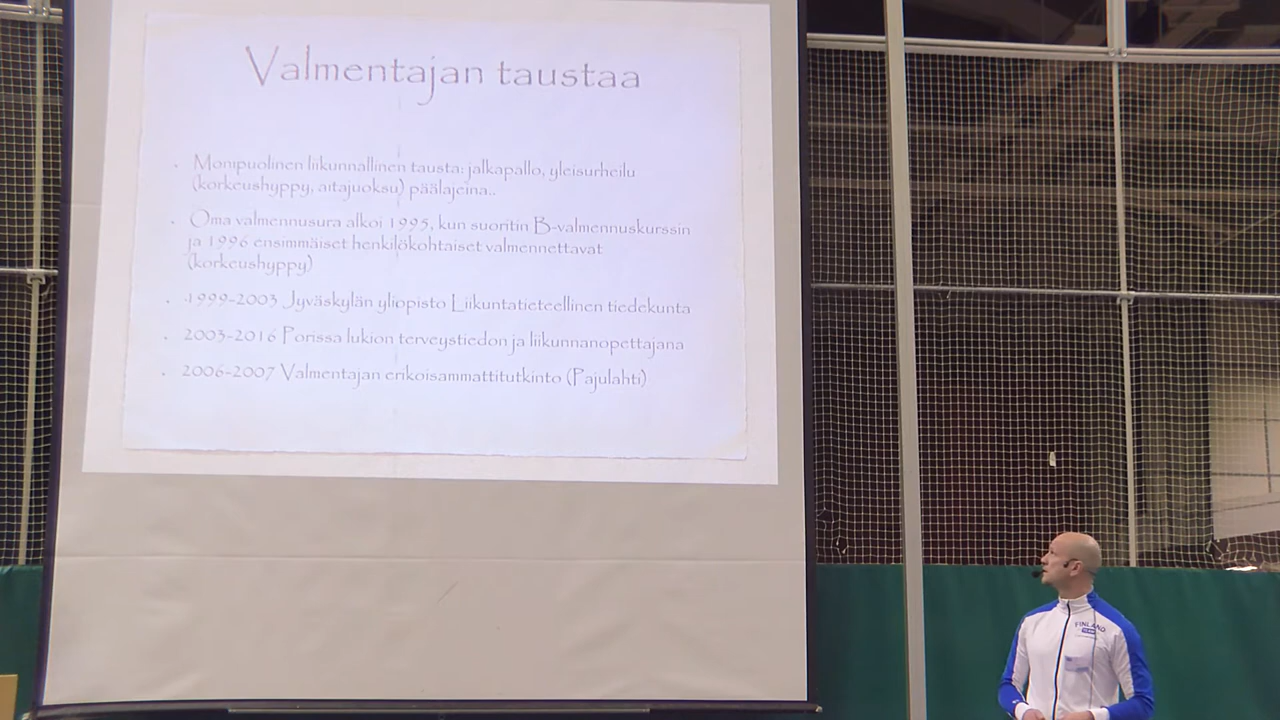 Valmentajan taustaa
Monipuolinen liikunnallinen tausta: jalkapallo, yleisurheilu
(korkeushyppy, aitajuoksu) päälajeina..
Oma valmennusura alkoi 1995, kun suoritin B-valmennuskurssin
ja 1996 ensimmäiset henkilökohtaiset valmennettavat
(korkeushyppy)
1999-2003 Jyväskylän yliopisto Liikuntatieteellinen tiedekunta
2003-2016 Porissa lukion terveystiedon ja liikunnanopettajana
2006-2007 Valmentajan erikoisammattitutkinto (Pajulahti)
FINLAND